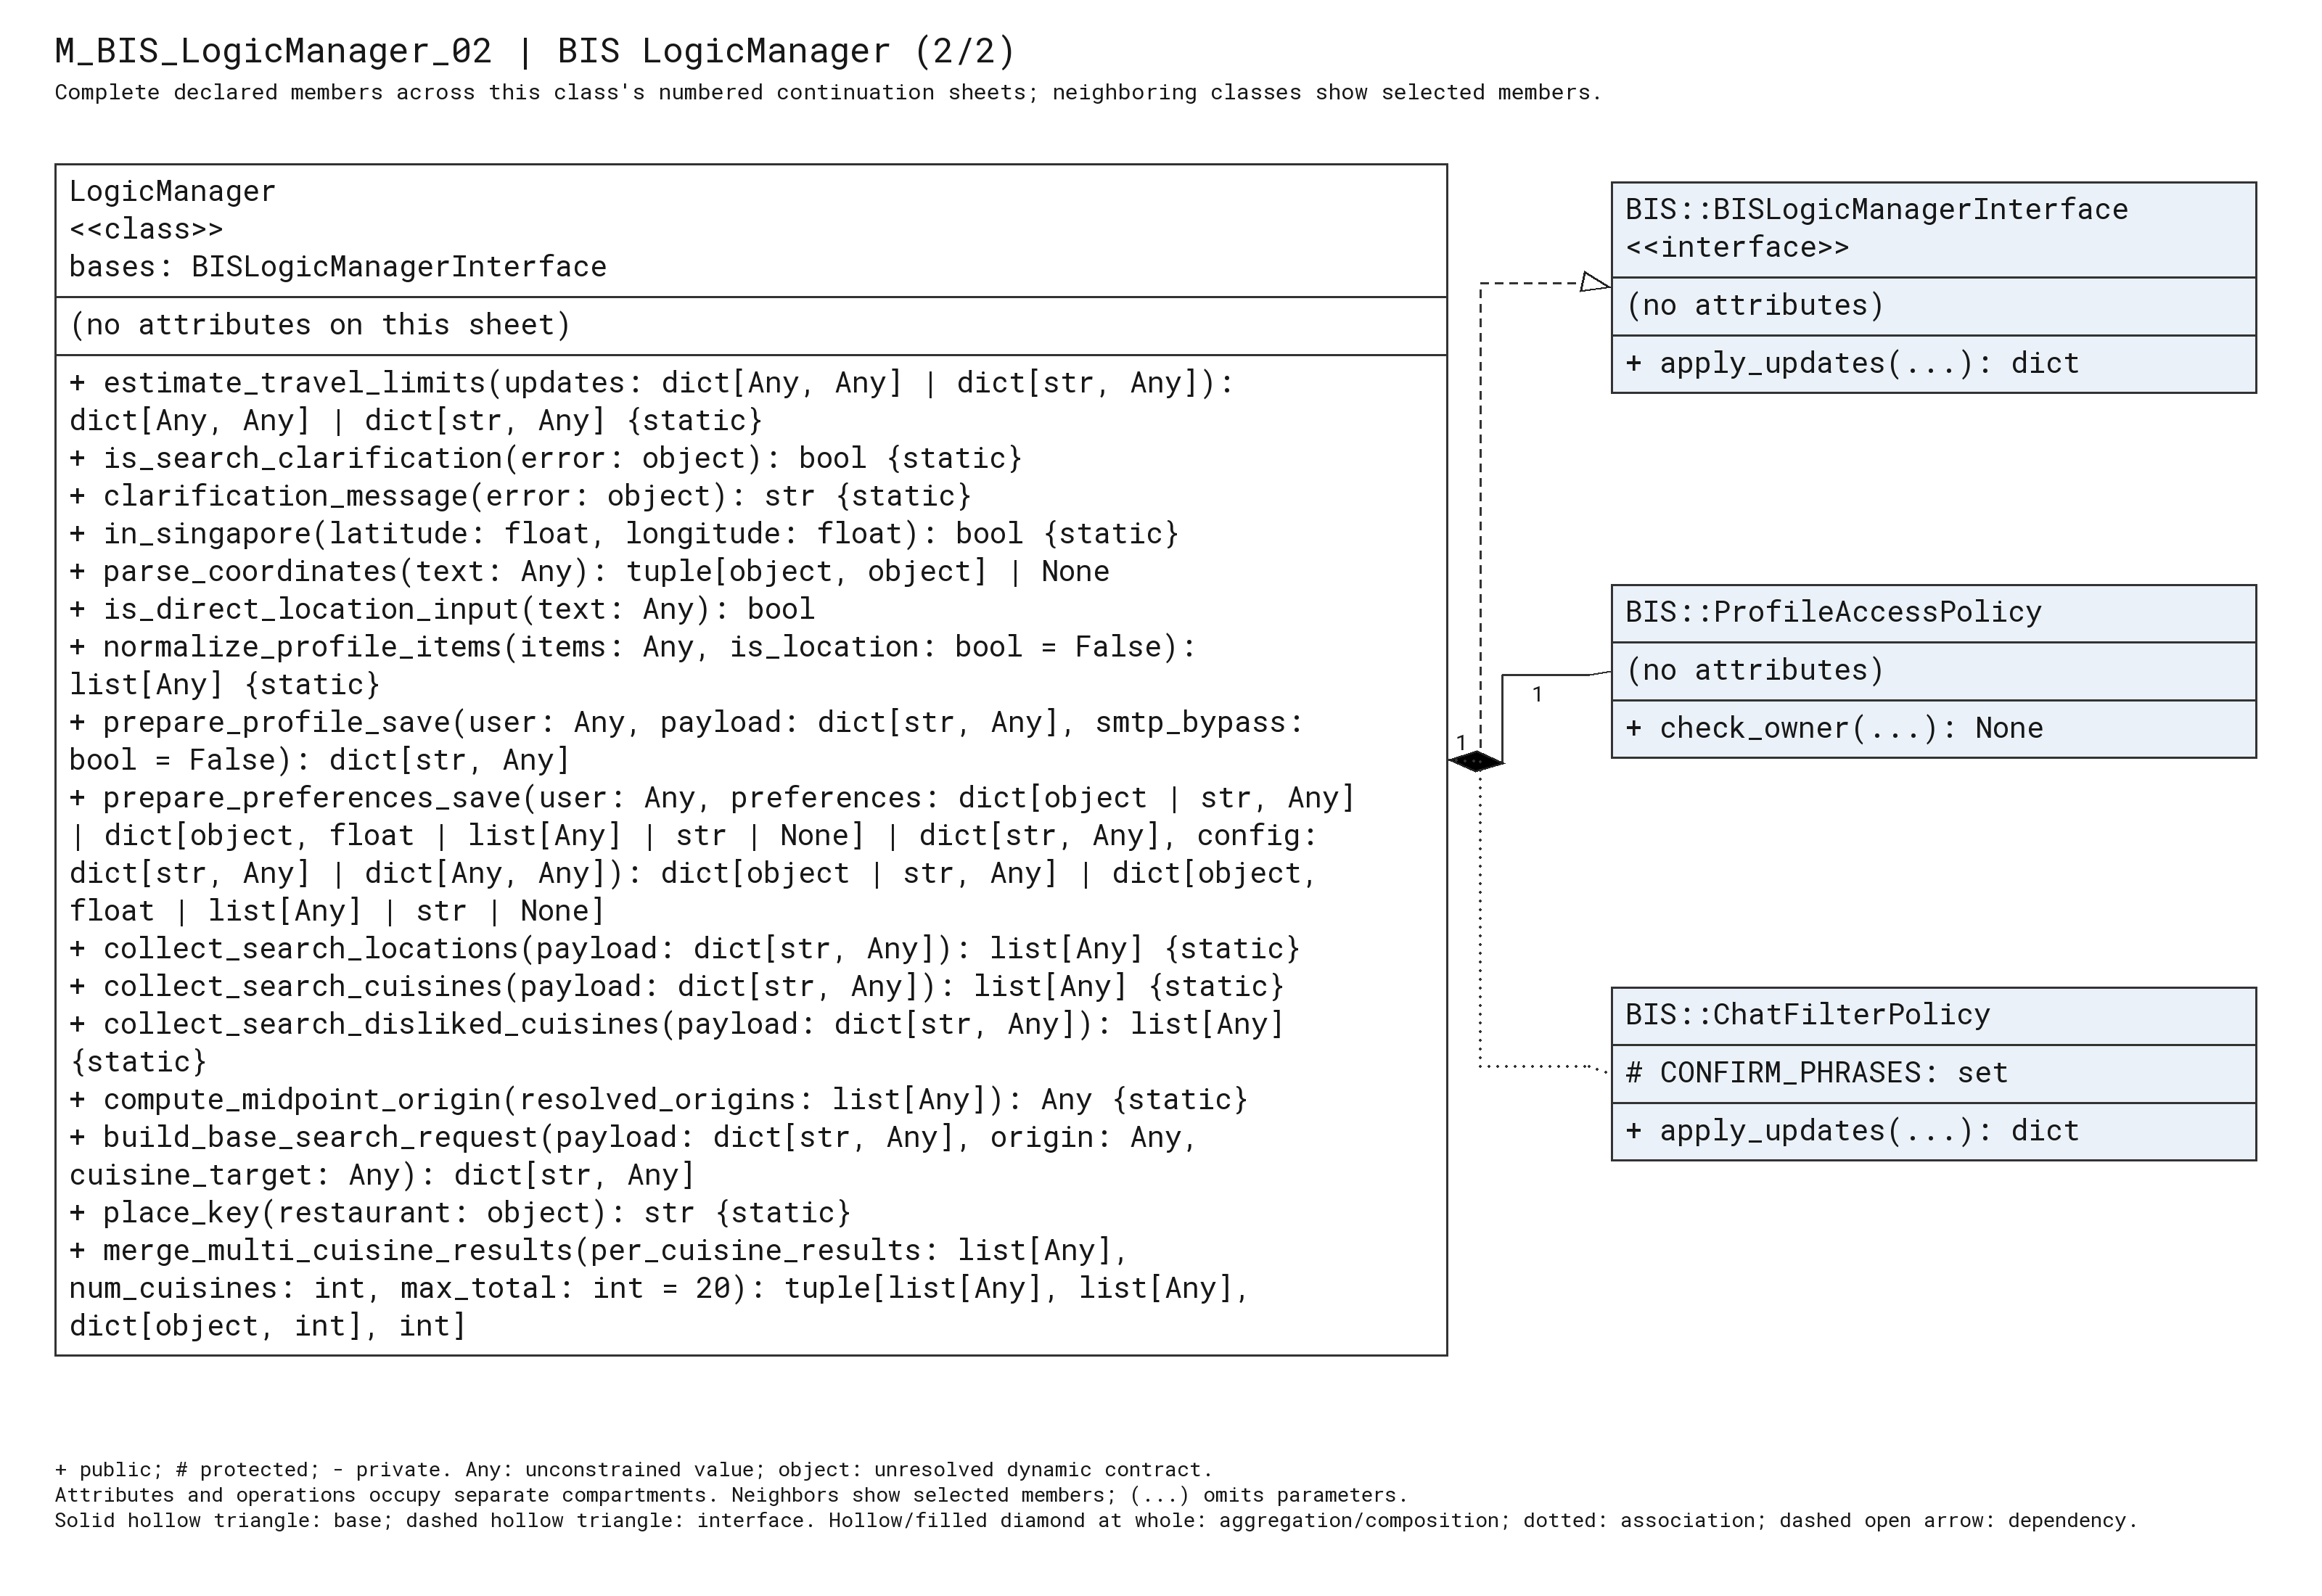 M_BIS_LogicManager_02 | BIS LogicManager (2/2)
Complete declared members across this class's numbered continuation sheets; neighboring classes show selected members.
LogicManager
<<class>>
bases: BISLogicManagerInterface
(no attributes on this sheet)
+ estimate_travel_limits(updates: dict[Any, Any] | dict[str, Any]):
dict[Any, Any] | dict[str, Any] {static}
+ is_search_clarification(error: object): bool {static}
+ clarification_message(error: object): str {static}
+ in_singapore(latitude: float, longitude: float): bool {static}
+ parse_coordinates(text: Any): tuple[object, object] | None
+ is_direct_location_input(text: Any): bool
+ normalize_profile_items(items: Any, is_location: bool = False):
list[Any] {static}
+ prepare_profile_save(user: Any, payload: dict[str, Any], smtp_bypass:
bool = False): dict[str, Any]
+ prepare_preferences_save(user: Any, preferences: dict[object | str, Any]
| dict[object, float | list[Any] | str | None] | dict[str, Any], config:
dict[str, Any] | dict[Any, Any]): dict[object | str, Any] | dict[object,
float | list[Any] | str | None]
+ collect_search_locations(payload: dict[str, Any]): list[Any] {static}
+ collect_search_cuisines(payload: dict[str, Any]): list[Any] {static}
+ collect_search_disliked_cuisines(payload: dict[str, Any]): list[Any]
{static}
+ compute_midpoint_origin(resolved_origins: list[Any]): Any {static}
+ build_base_search_request(payload: dict[str, Any], origin: Any,
cuisine_target: Any): dict[str, Any]
+ place_key(restaurant: object): str {static}
+ merge_multi_cuisine_results(per_cuisine_results: list[Any],
num_cuisines: int, max_total: int = 20): tuple[list[Any], list[Any],
dict[object, int], int]
1
1
BIS::BISLogicManagerInterface
<<interface>>
(no attributes)
+ apply_updates(...): dict
BIS::ProfileAccessPolicy
(no attributes)
+ check_owner(...): None
BIS::ChatFilterPolicy
# CONFIRM_PHRASES: set
+ apply_updates(...): dict
+ public; # protected; - private. Any: unconstrained value; object: unresolved dynamic contract.
Attributes and operations occupy separate compartments. Neighbors show selected members; (...) omits parameters.
Solid hollow triangle: base; dashed hollow triangle: interface. Hollow/filled diamond at whole: aggregation/composition; dotted: association; dashed open arrow: dependency.